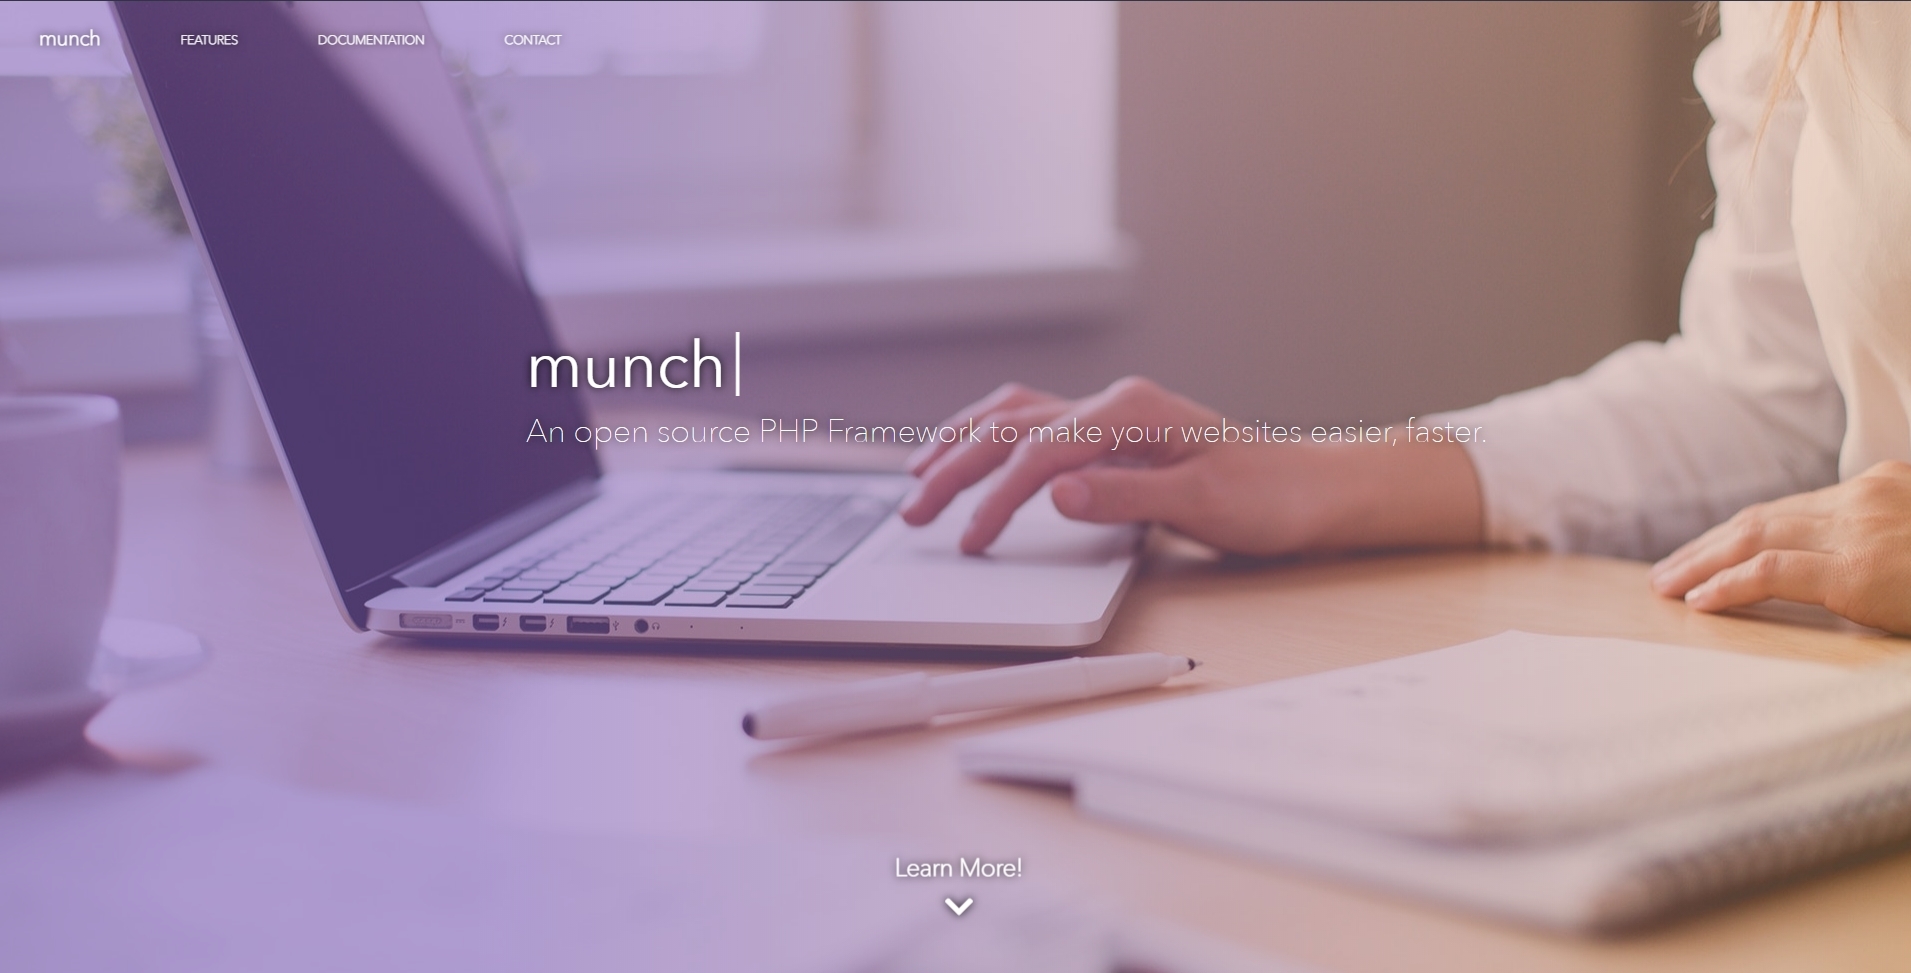 munch FEATURES DOCUMENTATION CONTACT
munch
An open source PHP Framework to make your websites easier, faster.
Learn More!